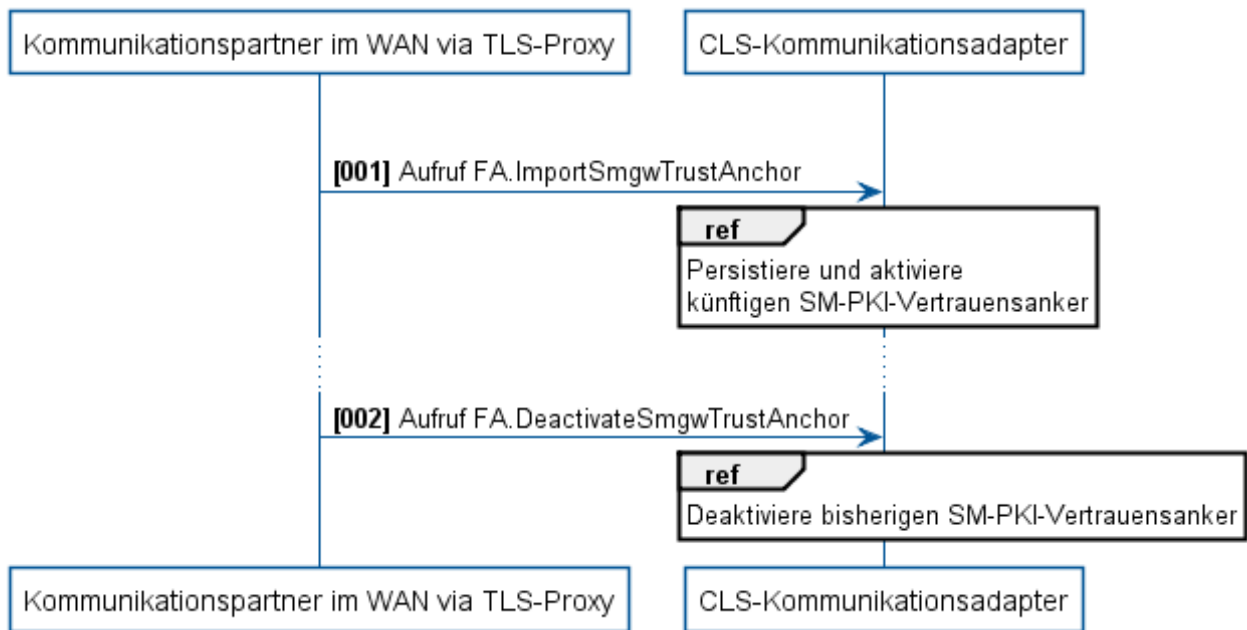 Kommunikationspartner im WAN via TLS-Proxy
CLS-Kommunikationsadapter
[001] Aufruf FA.ImportSmgwTrustAnchor
ref
Persistiere und aktiviere
künftigen SM-PKI-Vertrauensanker
[002] Aufruf FA.DeactivateSmgwTrustAnchor
ref
Deaktiviere bisherigen SM-PKI-Vertrauensanker
Kommunikationspartner im WAN via TLS-Proxy
CLS-Kommunikationsadapter